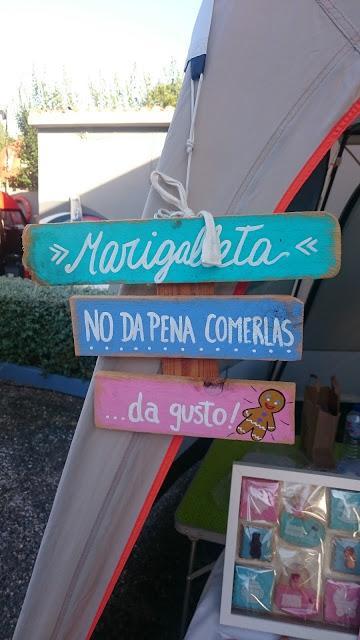 » Marigalleta «
NO DA PENA COMERLAS
...da gusto!